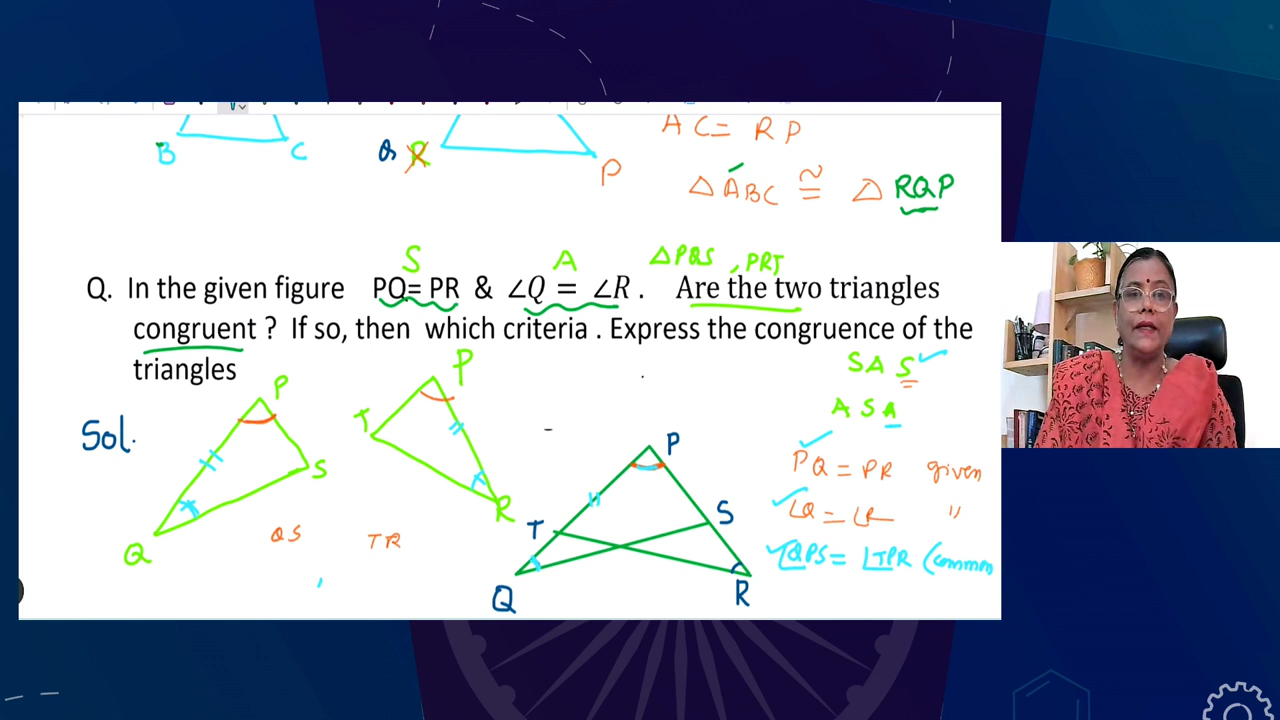 AC = RP
B C Q R P
△ABC ≅ △RQP
S A △PQS , PRT
Q. In the given figure PQ= PR & ∠Q = ∠R . Are the two triangles
congruent ? If so, then which criteria . Express the congruence of the
triangles
SAS
ASA
Sol.
P S Q
P T R
P T S Q R
PQ = PR given
∠Q = ∠R "
∠QPS = ∠TPR (common
QS TR